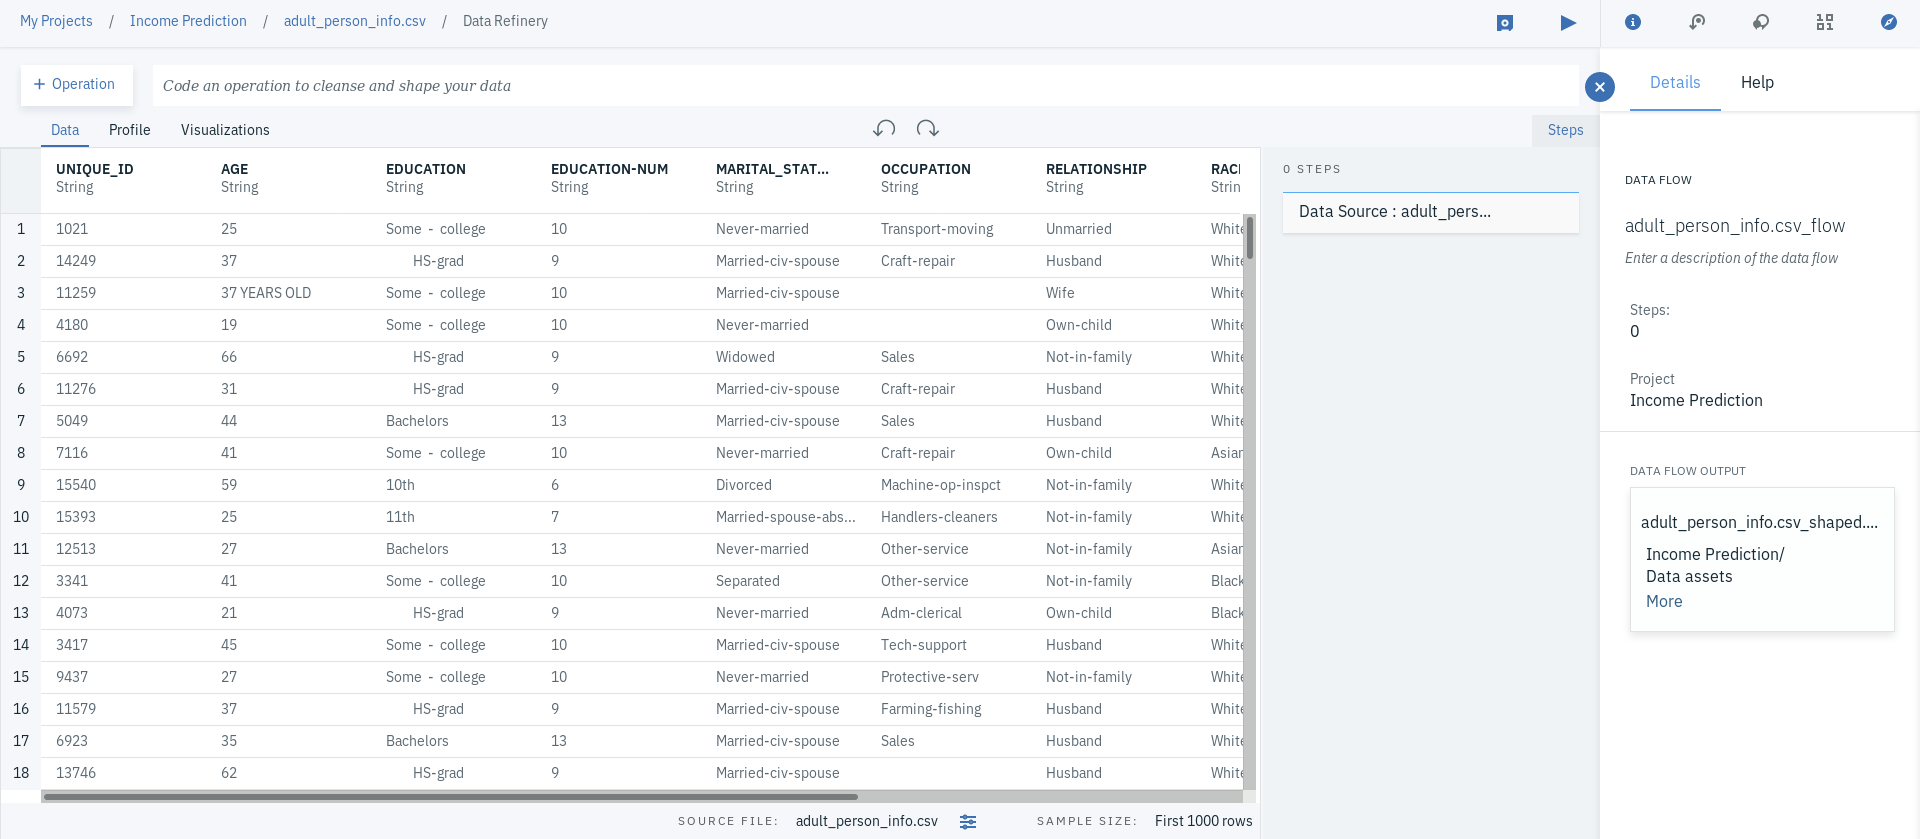 My Projects / Income Prediction / adult_person_info.csv / Data Refinery
+ Operation Code an operation to cleanse and shape your data
Data Profile Visualizations Steps
UNIQUE_ID AGE EDUCATION EDUCATION-NUM MARITAL_STAT... OCCUPATION RELATIONSHIP RACI
String String String String String String String Strin
1 1021 25 Some - college 10 Never-married Transport-moving Unmarried White
2 14249 37 HS-grad 9 Married-civ-spouse Craft-repair Husband White
3 11259 37 YEARS OLD Some - college 10 Married-civ-spouse Wife White
4 4180 19 Some - college 10 Never-married Own-child White
5 6692 66 HS-grad 9 Widowed Sales Not-in-family White
6 11276 31 HS-grad 9 Married-civ-spouse Craft-repair Husband White
7 5049 44 Bachelors 13 Married-civ-spouse Sales Husband White
8 7116 41 Some - college 10 Never-married Craft-repair Own-child Asian
9 15540 59 10th 6 Divorced Machine-op-inspct Not-in-family White
10 15393 25 11th 7 Married-spouse-abs... Handlers-cleaners Not-in-family White
11 12513 27 Bachelors 13 Never-married Other-service Not-in-family Asian
12 3341 41 Some - college 10 Separated Other-service Not-in-family Black
13 4073 21 HS-grad 9 Never-married Adm-clerical Own-child Black
14 3417 45 Some - college 10 Married-civ-spouse Tech-support Husband White
15 9437 27 Some - college 10 Never-married Protective-serv Not-in-family White
16 11579 37 HS-grad 9 Married-civ-spouse Farming-fishing Husband White
17 6923 35 Bachelors 13 Married-civ-spouse Sales Husband White
18 13746 62 HS-grad 9 Married-civ-spouse Husband White
SOURCE FILE: adult_person_info.csv SAMPLE SIZE: First 1000 rows
0 STEPS
Data Source : adult_pers...
Details Help
DATA FLOW
adult_person_info.csv_flow
Enter a description of the data flow
Steps:
0
Project
Income Prediction
DATA FLOW OUTPUT
adult_person_info.csv_shaped....
Income Prediction/
Data assets
More